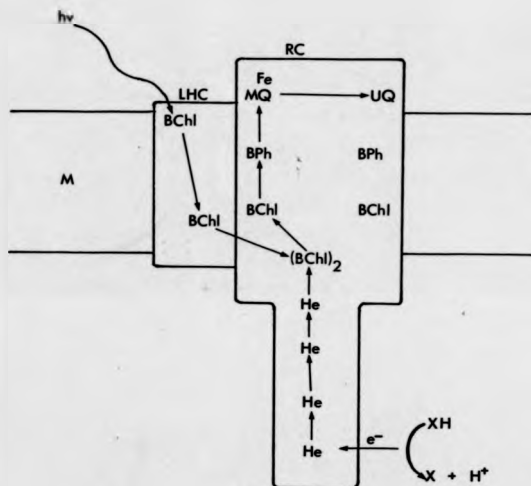 hν
RC
LHC
Fe
MQ UQ
BChl
BPh BPh
M
BChl BChl
BChl
(BChl)2
He
He
He
He
e-
XH
X + H+